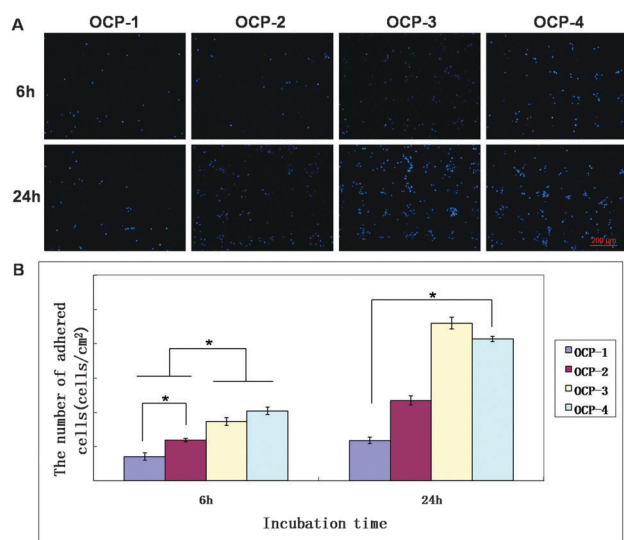 A
OCP-1 OCP-2 OCP-3 OCP-4
6h
24h
200 μm
B
The number of adhered
cells(cells/cm²)
*
*
*
OCP-1
OCP-2
OCP-3
OCP-4
6h 24h
Incubation time